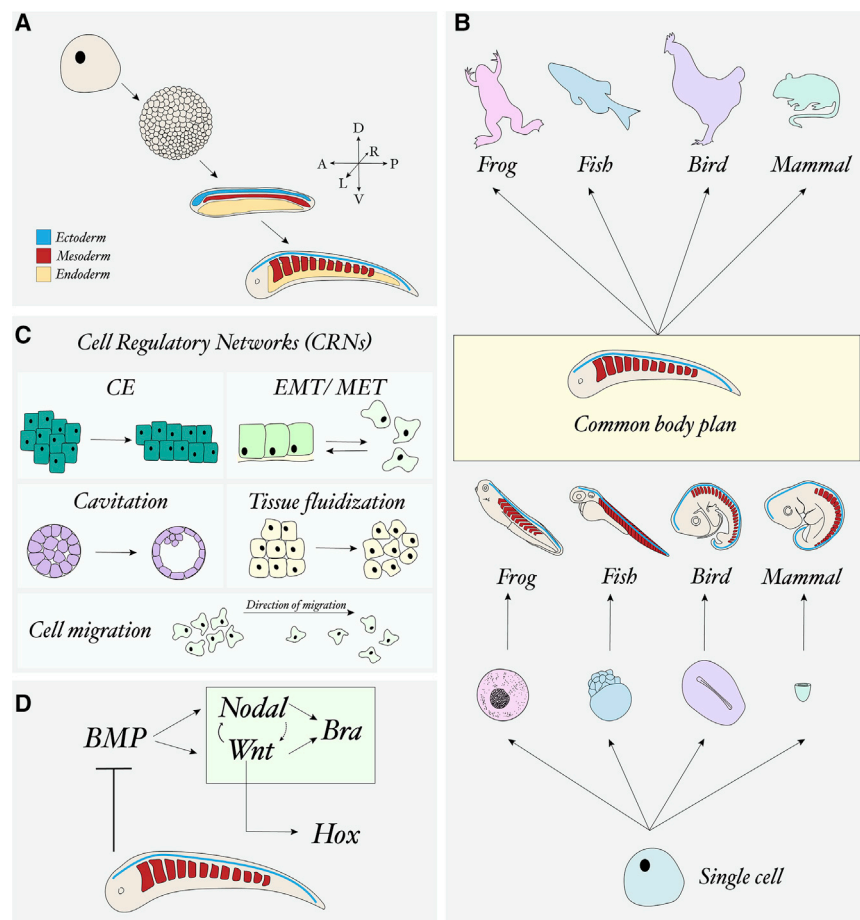 A
D
R
A
P
L
V
Ectoderm
Mesoderm
Endoderm
B
Frog
Fish
Bird
Mammal
Common body plan
Frog
Fish
Bird
Mammal
Single cell
C
Cell Regulatory Networks (CRNs)
CE
EMT/ MET
Cavitation
Tissue fluidization
Direction of migration
Cell migration
D
Nodal
BMP
Bra
Wnt
Hox